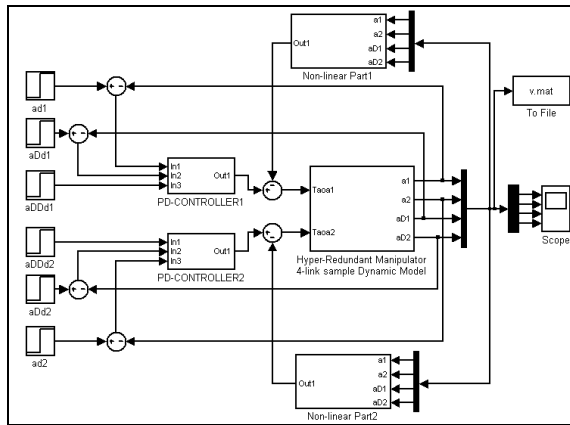 a1
a2
aD1
aD2
Out1
Non-linear Part1
v.mat
To File
ad1
aDd1
aDDd1
In1
In2
In3
Out1
PD-CONTROLLER1
Taoa1
Taoa2
a1
a2
aD1
aD2
Hyper-Redundant Manipulator
4-link sample Dynamic Model
Scope
aDDd2
aDd2
ad2
In1
In2
In3
Out1
PD-CONTROLLER2
a1
a2
aD1
aD2
Out1
Non-linear Part2